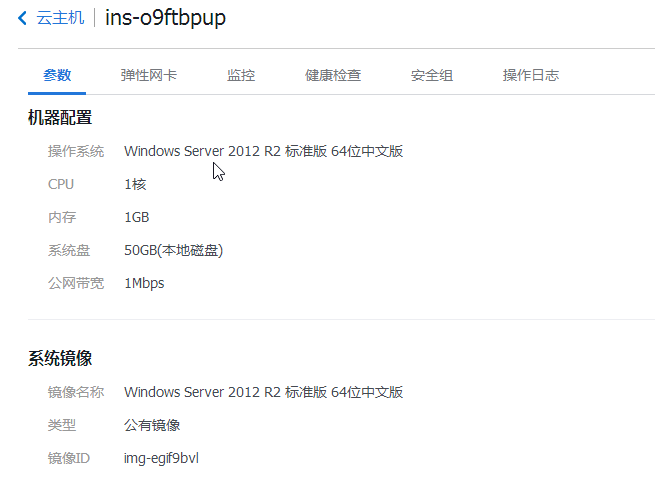 云主机 ins-o9ftbpup
参数 弹性网卡 监控 健康检查 安全组 操作日志
机器配置
操作系统 Windows Server 2012 R2 标准版 64位中文版
CPU 1核
内存 1GB
系统盘 50GB(本地磁盘)
公网带宽 1Mbps
系统镜像
镜像名称 Windows Server 2012 R2 标准版 64位中文版
类型 公有镜像
镜像ID img-egif9bvl